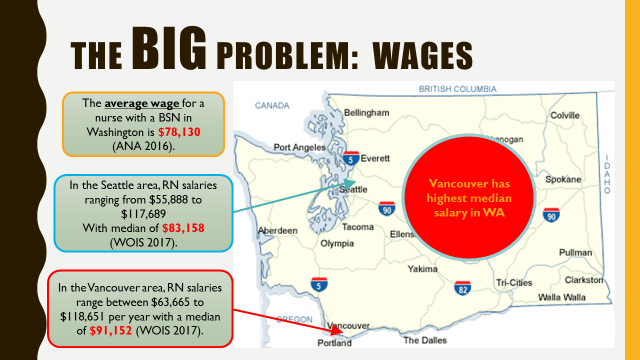 THE BIG PROBLEM: WAGES
The average wage for a
nurse with a BSN in
Washington is $78,130
(ANA 2016).
In the Seattle area, RN salaries
ranging from $55,888 to
$117,689
With median of $83,158
(WOIS 2017).
In the Vancouver area, RN salaries
range between $63,665 to
$118,651 per year with a median
of $91,152 (WOIS 2017).
BRITISH COLUMBIA
CANADA
Bellingham
Colville
Port Angeles
5
Everett
Seattle
Spokane
IDAHO
Vancouver has
highest median
salary in WA
90
90
Aberdeen
Tacoma
Olympia
Ellens
Pullman
Yakima
5
82
Tri-Cities
Clarkston
Walla Walla
OREGON
Vancouver
Portland
The Dalles